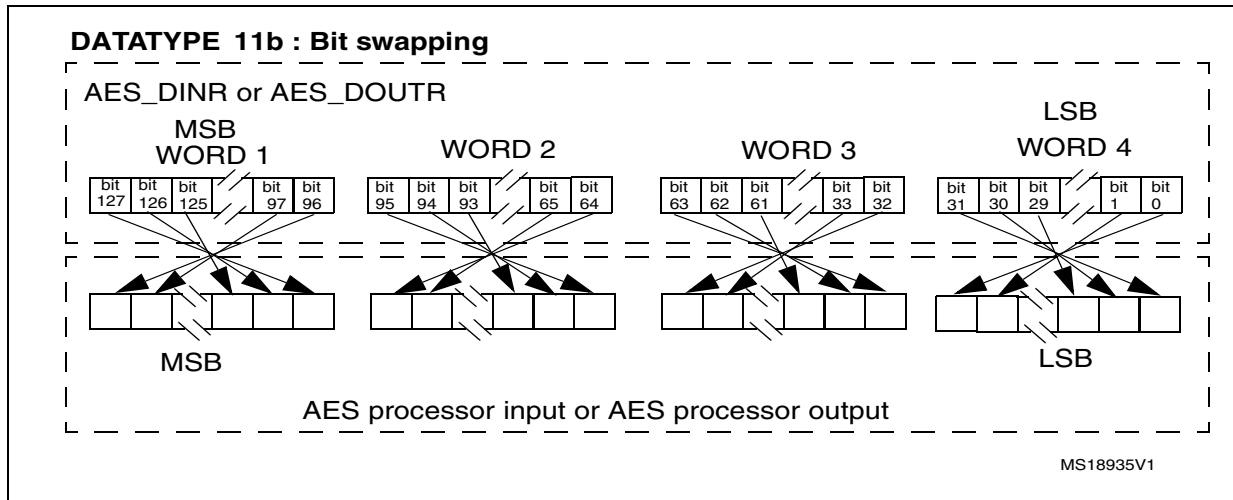 DATATYPE 11b : Bit swapping
AES_DINR or AES_DOUTR
MSB
WORD 1
WORD 2
WORD 3
LSB
WORD 4
bit 127 bit 126 bit 125 bit 97 bit 96
bit 95 bit 94 bit 93 bit 65 bit 64
bit 63 bit 62 bit 61 bit 33 bit 32
bit 31 bit 30 bit 29 bit 1 bit 0
MSB
LSB
AES processor input or AES processor output
MS18935V1